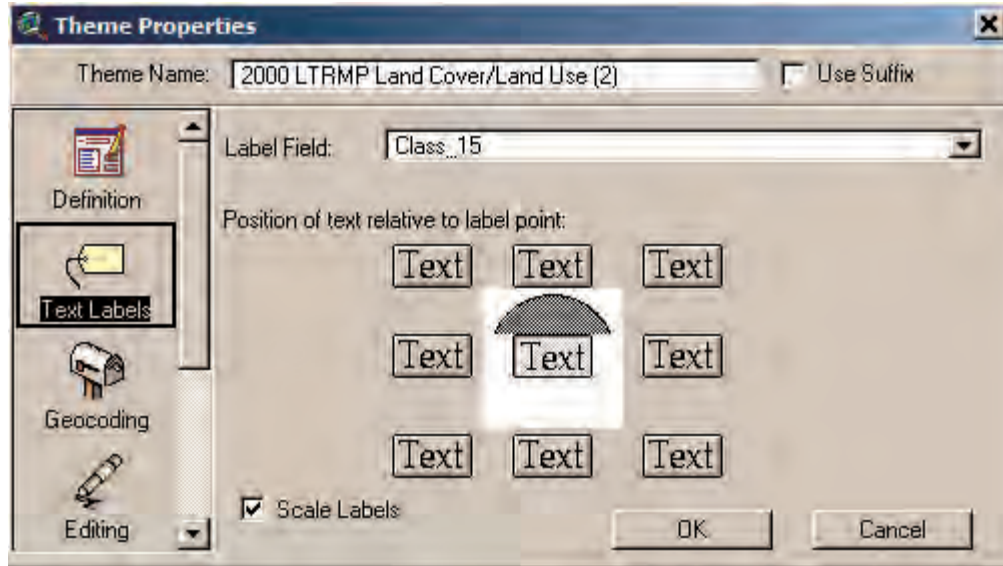 Theme Properties
Theme Name: 2000 LTRMP Land Cover/Land Use (2) Use Suffix
Definition
Text Labels
Geocoding
Editing
Label Field: Class_15
Position of text relative to label point:
Text Text Text
Text Text Text
Text Text Text
Scale Labels
OK Cancel